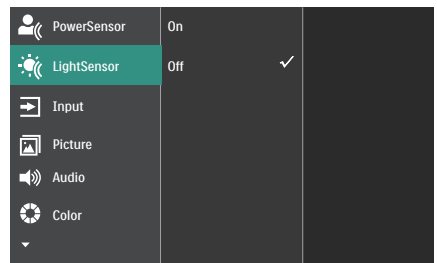 PowerSensor
On
LightSensor
Off
Input
Picture
Audio
Color